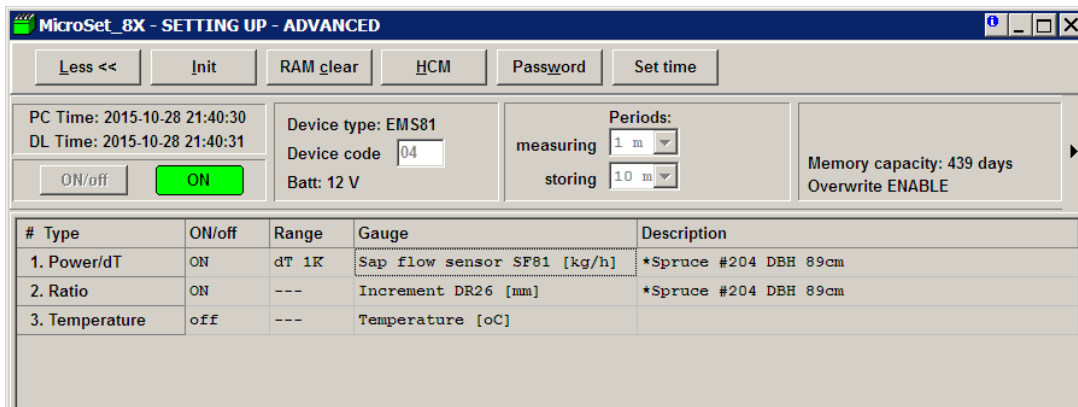 MicroSet_8X - SETTING UP - ADVANCED
Less << Init RAM clear HCM Password Set time
PC Time: 2015-10-28 21:40:30
DL Time: 2015-10-28 21:40:31
ON/off ON
Device type: EMS81
Device code 04
Batt: 12 V
Periods:
measuring 1 m
storing 10 m
Memory capacity: 439 days
Overwrite ENABLE
# Type ON/off Range Gauge Description
1. Power/dT ON dT 1K Sap flow sensor SF81 [kg/h] *Spruce #204 DBH 89cm
2. Ratio ON --- Increment DR26 [mm] *Spruce #204 DBH 89cm
3. Temperature off --- Temperature [oC]